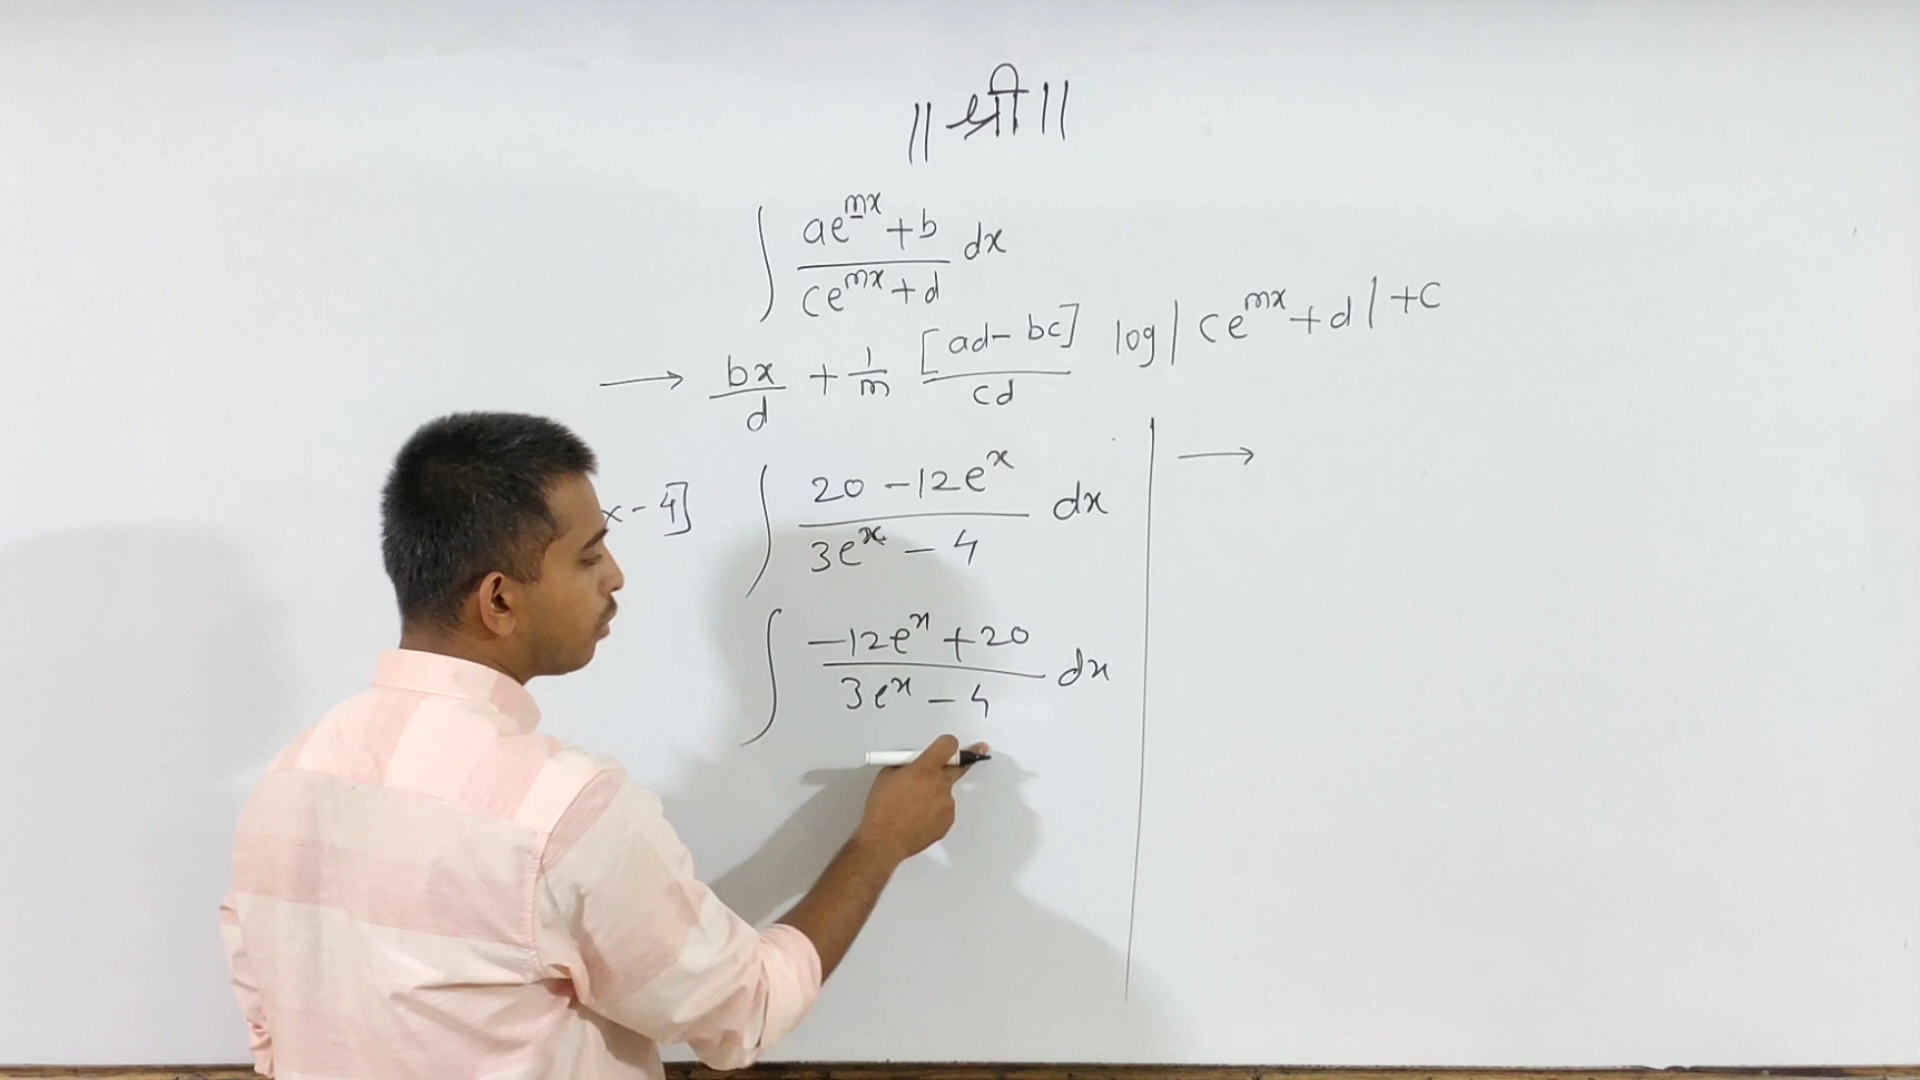 || श्री ||
∫ (ae^{mx} + b)/(ce^{mx} + d) dx
→ bx/d + 1/m [ad - bc]/cd log|ce^{mx} + d| + C
x - 4] ∫ (20 - 12e^x)/(3e^x - 4) dx →
∫ (-12e^x + 20)/(3e^x - 4) dx